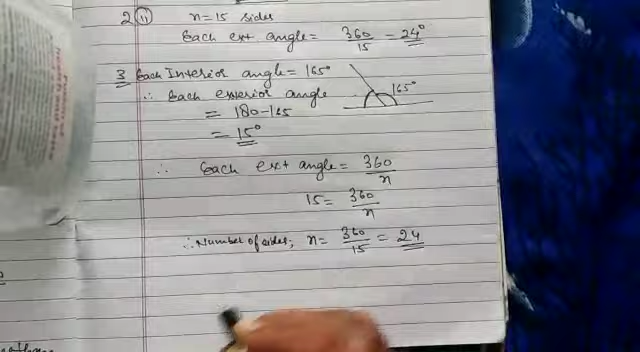 2 (ii) n = 15 sides
Each ext angle = 360/15 = 24°
3 Each Interior angle = 165°
∴ Each exterior angle
165°
= 180 - 165
= 15°
∴ Each ext angle = 360/n
15 = 360/n
∴ Number of sides, n = 360/15 = 24